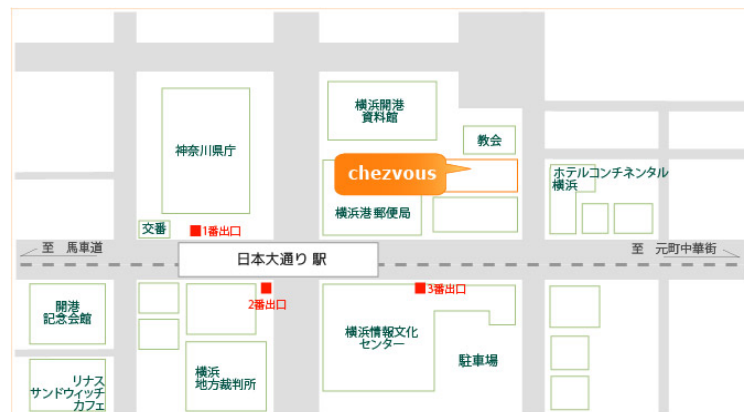 横浜開港
資料館
教会
神奈川県庁
chezvous
ホテルコンチネンタル
横浜
横浜港郵便局
交番
1番出口
至 馬車道
日本大通り 駅
至 元町中華街
2番出口
3番出口
開港
記念会館
横浜情報文化
センター
駐車場
横浜
地方裁判所
リナス
サンドウィッチ
カフェ